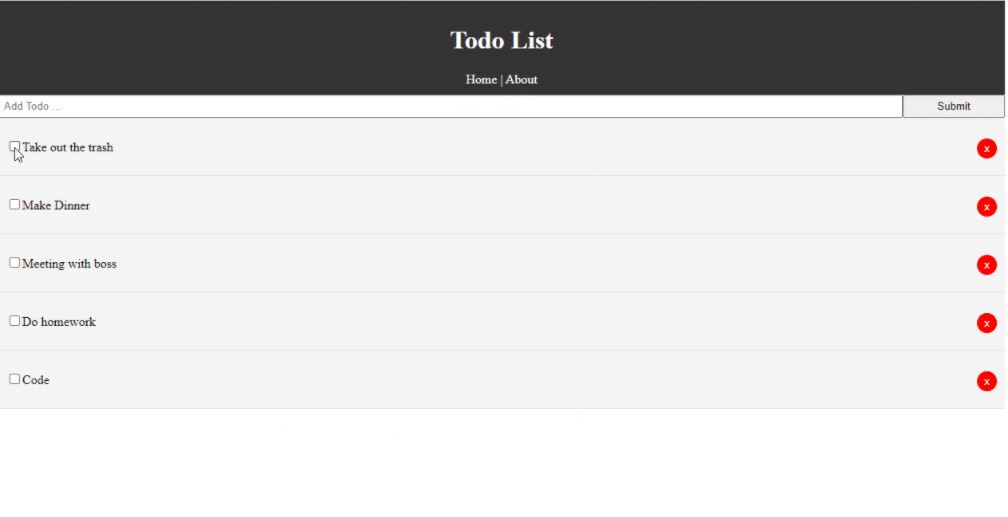 Todo List
Home | About
Add Todo ...
Submit
Take out the trash
x
Make Dinner
x
Meeting with boss
x
Do homework
x
Code
x